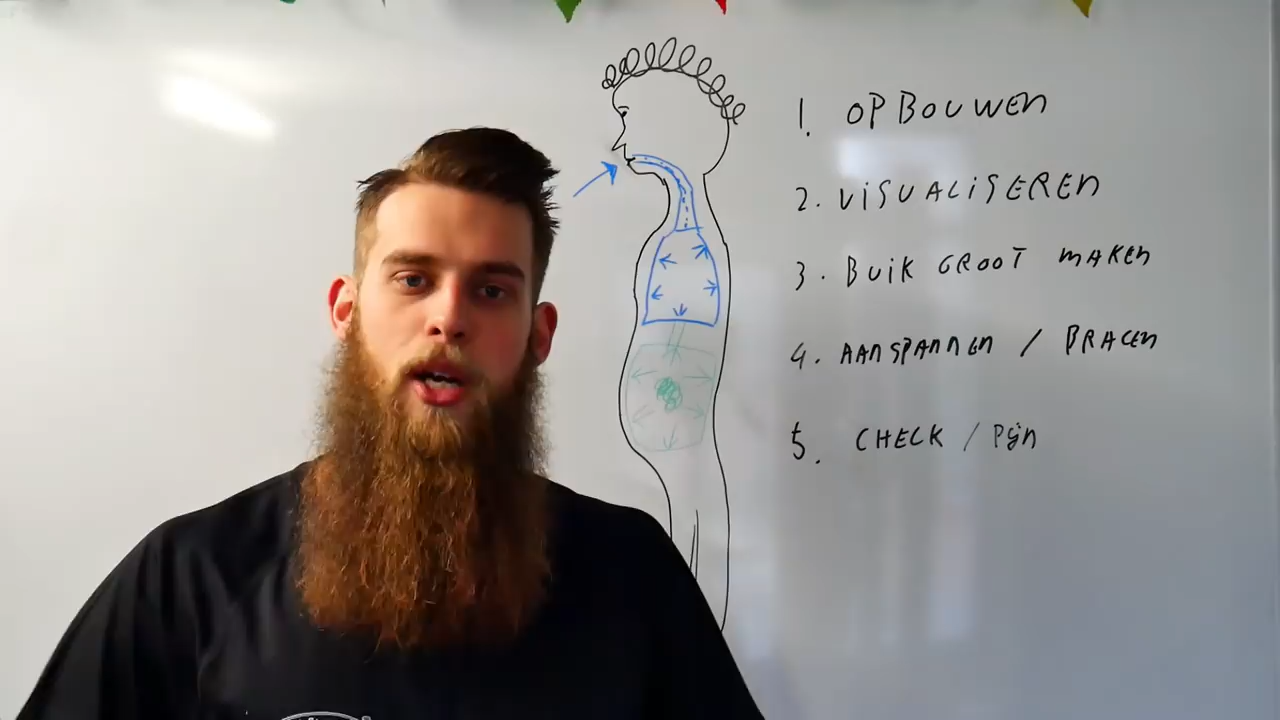 1. OPBOUWEN
2. ViSUALiSEREN
3. BUiK GROOT MAKEN
4. AANSPANNEN / BRACEN
5. CHECK / Pijn